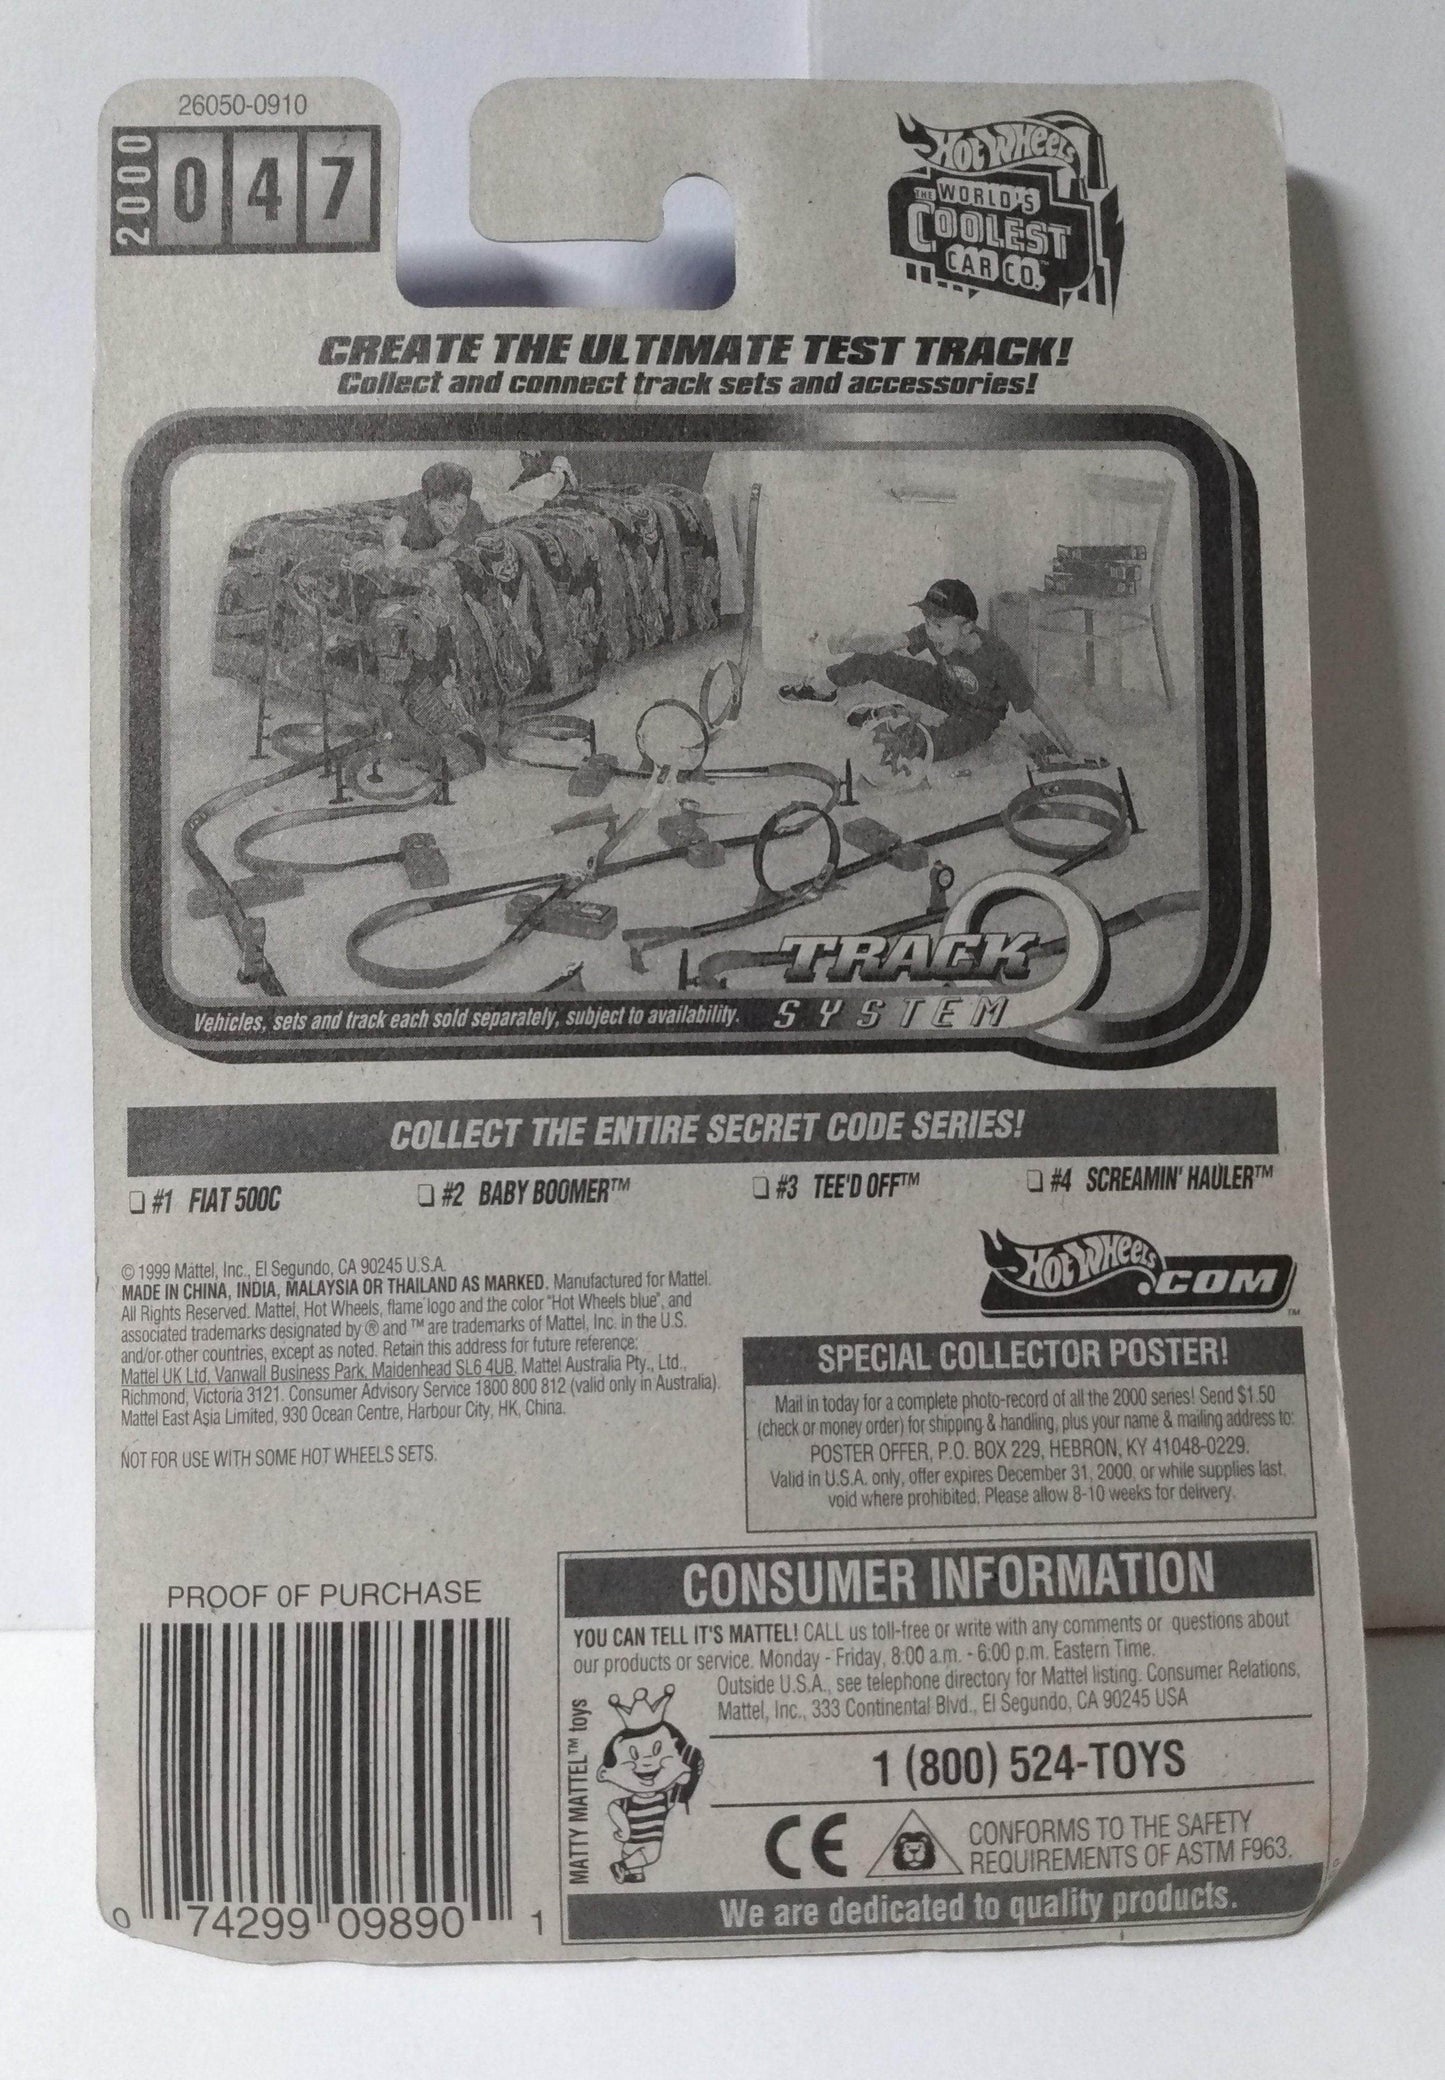 26050-0910
2000
047
HOT WHEELS
THE WORLD'S
COOLEST
CAR CO.™
CREATE THE ULTIMATE TEST TRACK!
Collect and connect track sets and accessories!
TRACK
SYSTEM
Vehicles, sets and track each sold separately, subject to availability.
COLLECT THE ENTIRE SECRET CODE SERIES!
❏ #1 FIAT 500C ❏ #2 BABY BOOMER™ ❏ #3 TEE'D OFF™ ❏ #4 SCREAMIN' HAULER™
© 1999 Mattel, Inc., El Segundo, CA 90245 U.S.A.
MADE IN CHINA, INDIA, MALAYSIA OR THAILAND AS MARKED. Manufactured for Mattel.
All Rights Reserved. Mattel, Hot Wheels, flame logo and the color "Hot Wheels blue", and
associated trademarks designated by ® and ™ are trademarks of Mattel, Inc. in the U.S.
and/or other countries, except as noted. Retain this address for future reference:
Mattel UK Ltd, Vanwall Business Park, Maidenhead SL6 4UB. Mattel Australia Pty., Ltd.,
Richmond, Victoria 3121. Consumer Advisory Service 1800 800 812 (valid only in Australia).
Mattel East Asia Limited, 930 Ocean Centre, Harbour City, HK, China.
NOT FOR USE WITH SOME HOT WHEELS SETS.
HOT WHEELS
.COM™
SPECIAL COLLECTOR POSTER!
Mail in today for a complete photo-record of all the 2000 series! Send $1.50
(check or money order) for shipping & handling, plus your name & mailing address to:
POSTER OFFER, P.O. BOX 229, HEBRON, KY 41048-0229.
Valid in U.S.A. only, offer expires December 31, 2000, or while supplies last,
void where prohibited. Please allow 8-10 weeks for delivery.
PROOF OF PURCHASE
0 74299 09890 1
CONSUMER INFORMATION
YOU CAN TELL IT'S MATTEL! CALL us toll-free or write with any comments or questions about
our products or service. Monday - Friday, 8:00 a.m. - 6:00 p.m. Eastern Time.
Outside U.S.A., see telephone directory for Mattel listing. Consumer Relations,
Mattel, Inc., 333 Continental Blvd., El Segundo, CA 90245 USA
MATTY MATTEL™ toys
1 (800) 524-TOYS
CE
CONFORMS TO THE SAFETY
REQUIREMENTS OF ASTM F963.
We are dedicated to quality products.